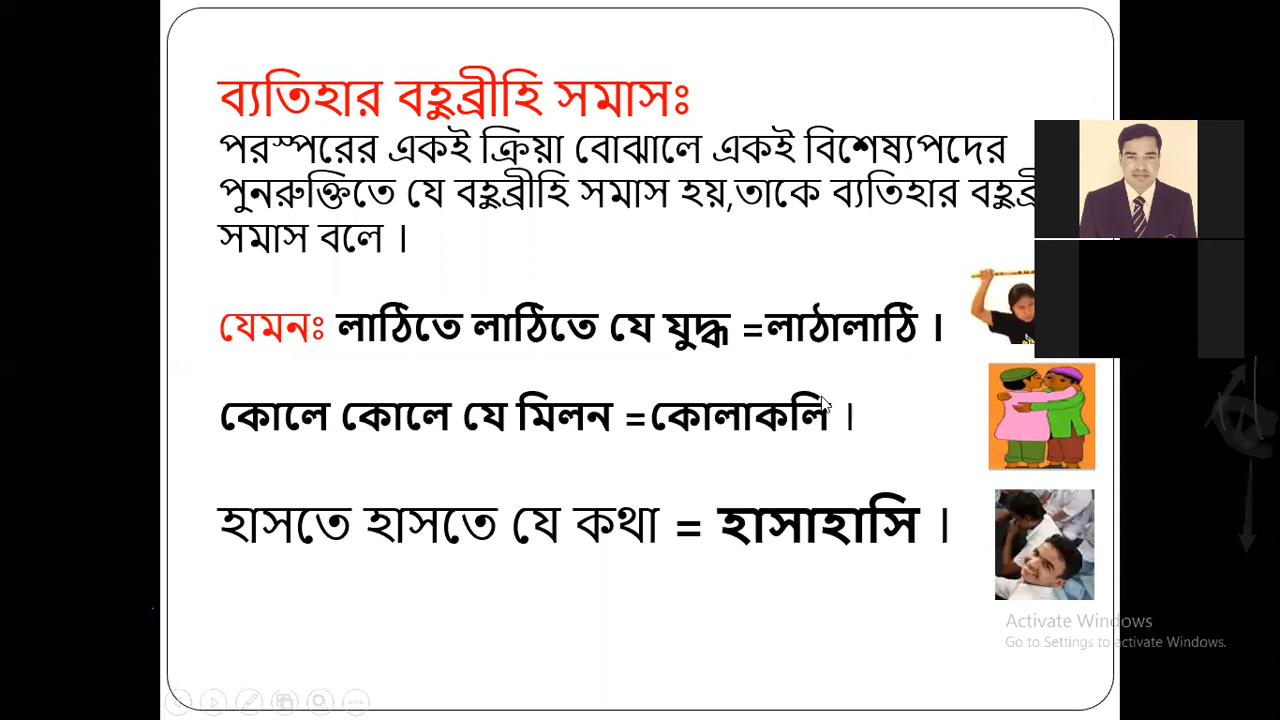 ব্যতিহার বহুব্রীহি সমাসঃ
পরস্পরের একই ক্রিয়া বোঝালে একই বিশেষ্যপদের
পুনরুক্তিতে যে বহুব্রীহি সমাস হয়,তাকে ব্যতিহার
সমাস বলে ।
যেমনঃ লাঠিতে লাঠিতে যে যুদ্ধ =লাঠালাঠি ।
কোলে কোলে যে মিলন =কোলাকলি ।
হাসতে হাসতে যে কথা = হাসাহাসি ।
Activate Windows
Go to Settings to activate Windows.